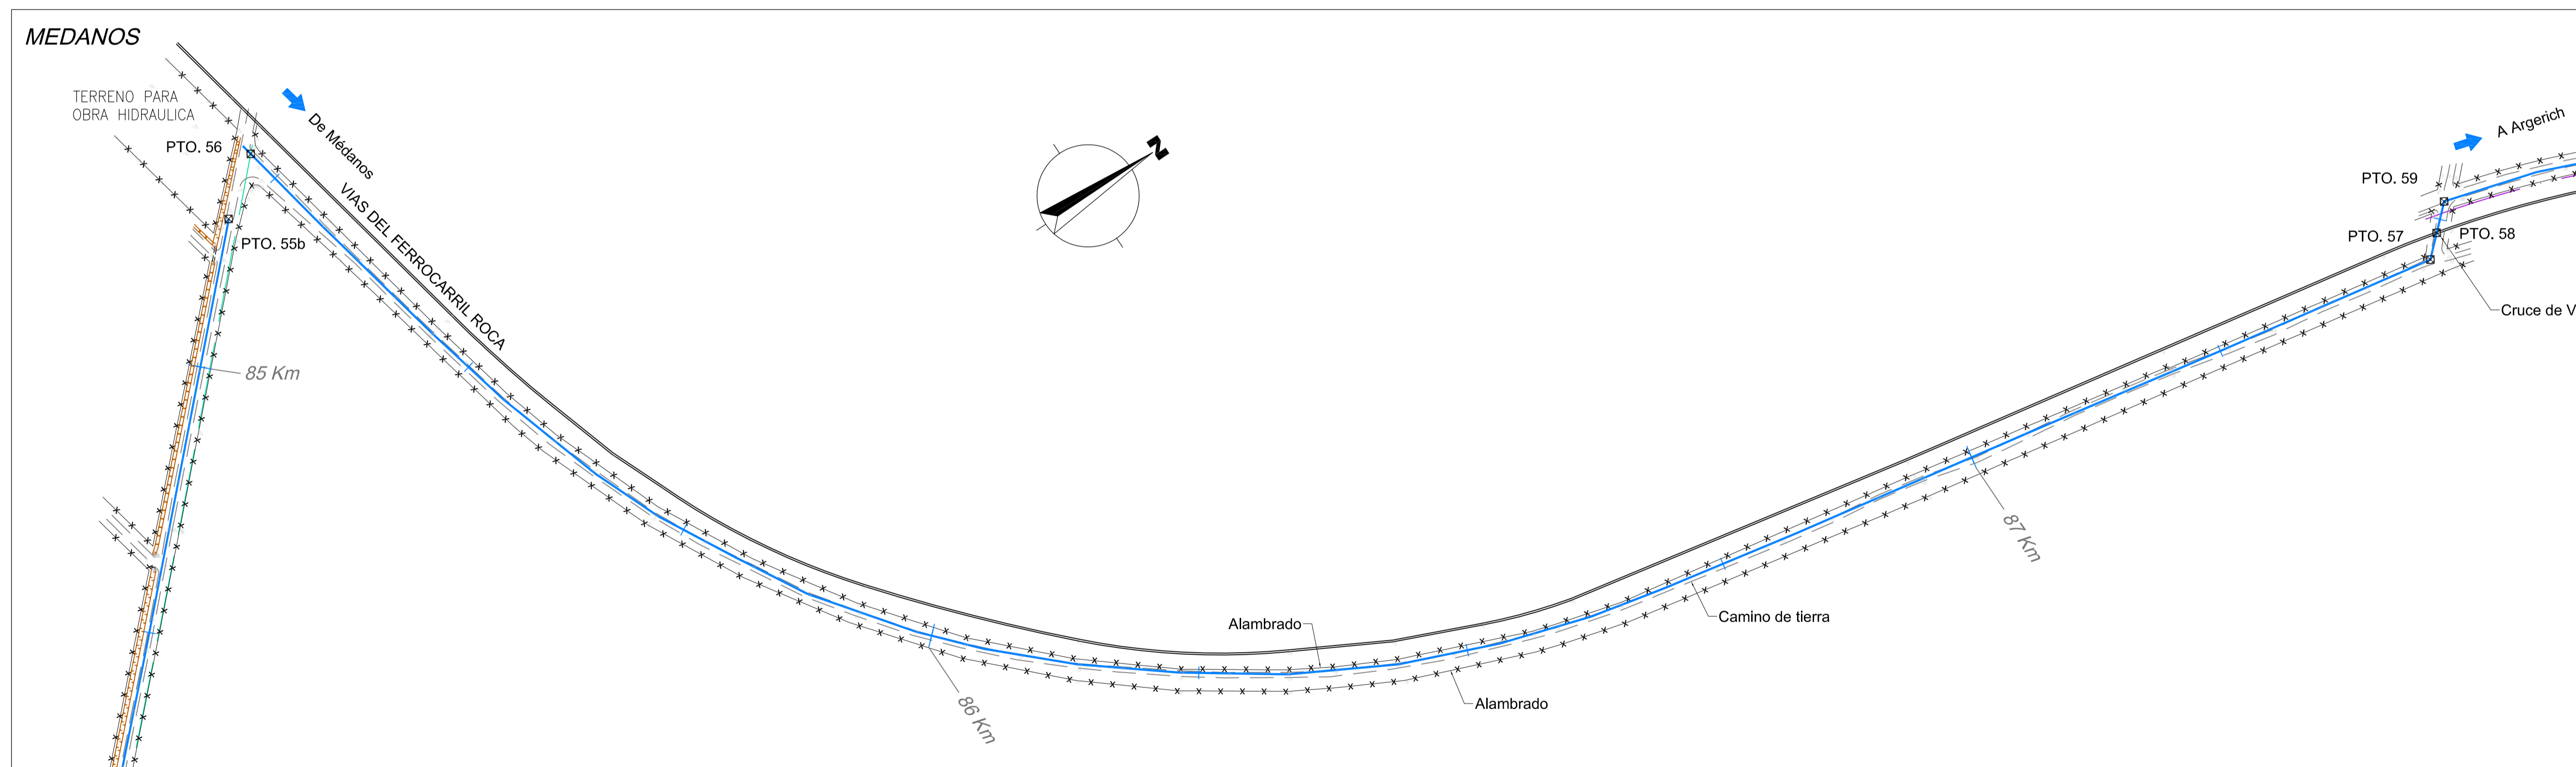 MEDANOS
TERRENO PARA
OBRA HIDRAULICA
PTO. 56
De Médanos
VIAS DEL FERROCARRIL ROCA
PTO. 55b
85 Km
N
A Argerich
PTO. 59
PTO. 57
PTO. 58
Cruce de V
87 Km
Camino de tierra
Alambrado
Alambrado
86 Km